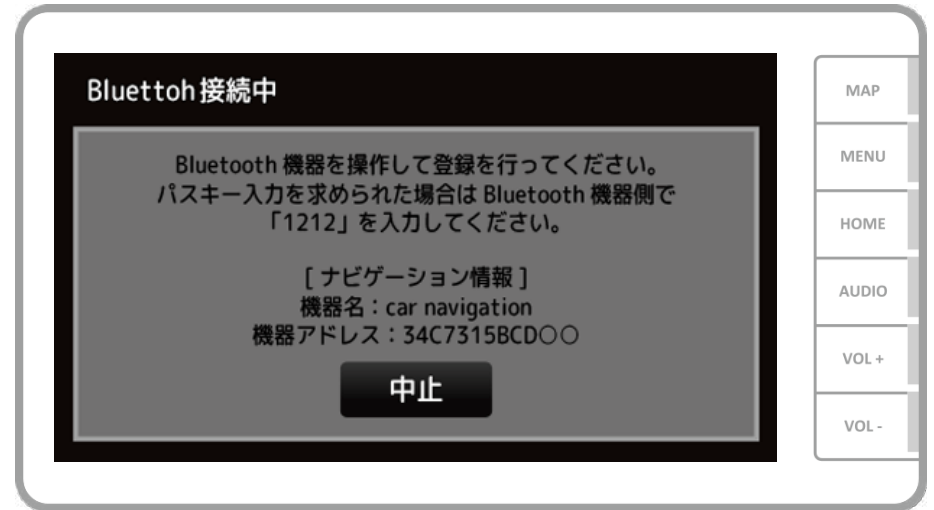 Bluettoh接続中
Bluetooth 機器を操作して登録を行ってください。
パスキー入力を求められた場合は Bluetooth 機器側で
「1212」を入力してください。
[ ナビゲーション情報 ]
機器名：car navigation
機器アドレス：34C7315BCD○○
中止
MAP
MENU
HOME
AUDIO
VOL +
VOL -